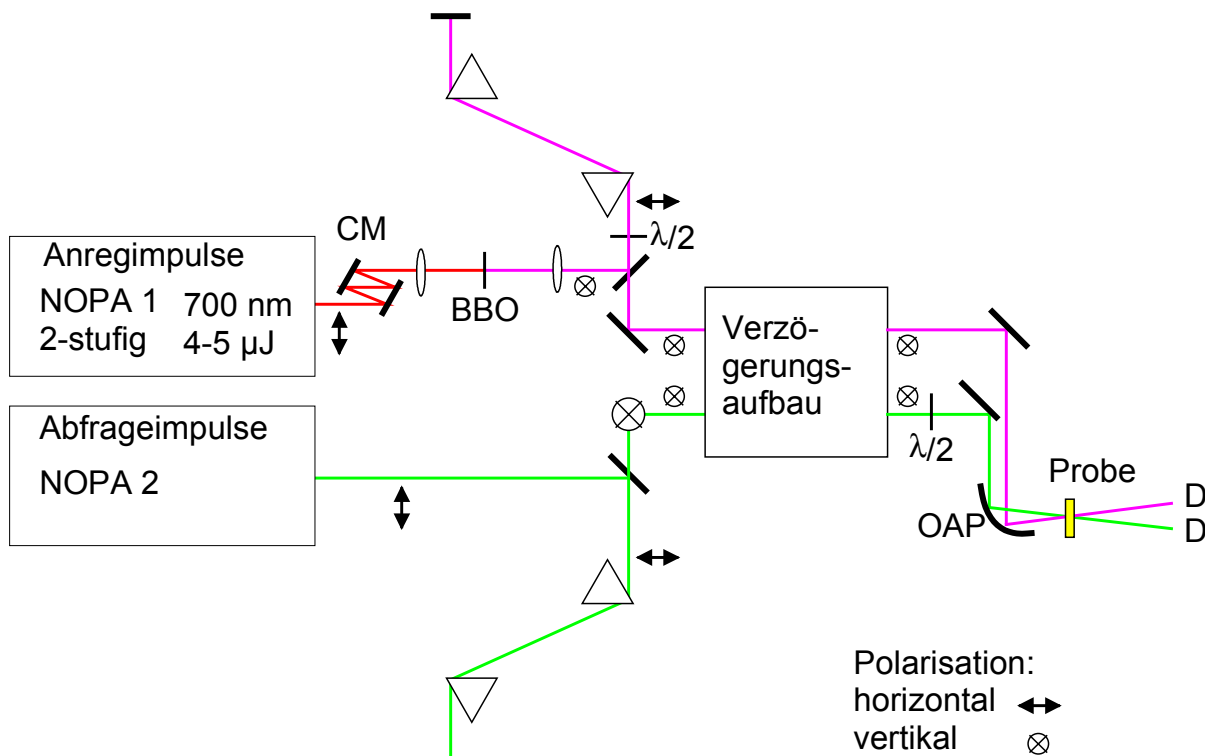 CM
λ/2
Anregimpulse
NOPA 1 700 nm
2-stufig 4-5 µJ
BBO
Verzö-
gerungs-
aufbau
Abfrageimpulse
NOPA 2
λ/2
Probe
OAP
D
D
Polarisation:
horizontal
vertikal